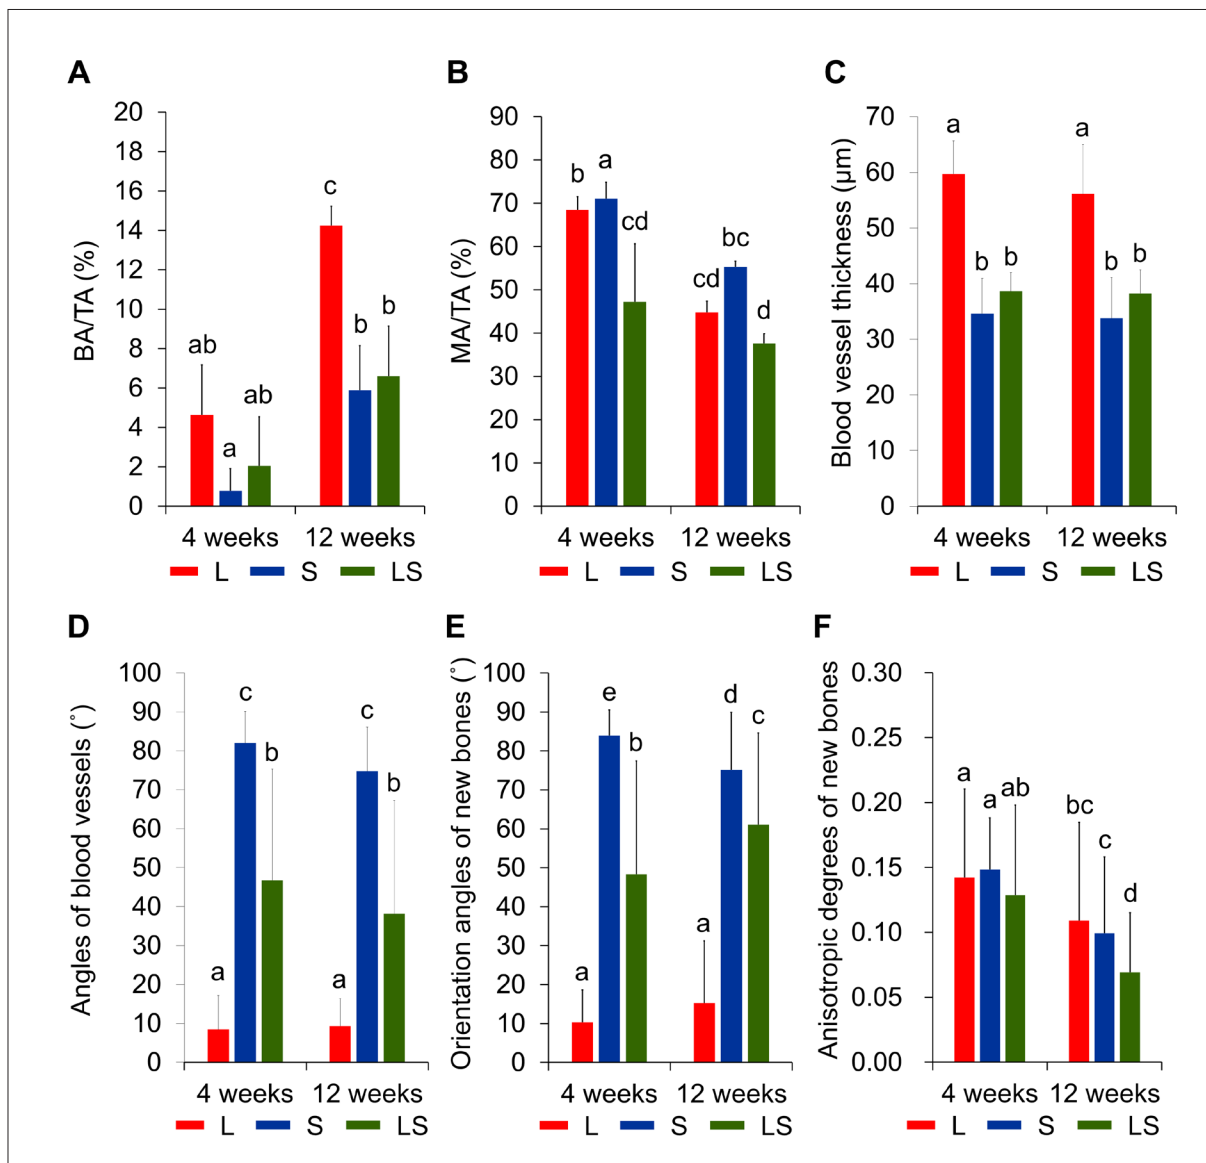 A
BA/TA (%)
20
18
16
14
12
10
8
6
4
2
0
ab
a
ab
c
b
b
4 weeks 12 weeks
L S LS
B
MA/TA (%)
90
80
70
60
50
40
30
20
10
0
b
a
cd
cd
bc
d
4 weeks 12 weeks
L S LS
C
Blood vessel thickness (μm)
70
60
50
40
30
20
10
0
a
b
b
a
b
b
4 weeks 12 weeks
L S LS
D
Angles of blood vessels (°)
100
90
80
70
60
50
40
30
20
10
0
a
c
b
a
c
b
4 weeks 12 weeks
L S LS
E
Orientation angles of new bones (°)
100
90
80
70
60
50
40
30
20
10
0
a
e
b
a
d
c
4 weeks 12 weeks
L S LS
F
Anisotropic degrees of new bones
0.30
0.25
0.20
0.15
0.10
0.05
0.00
a
a
ab
bc
c
d
4 weeks 12 weeks
L S LS